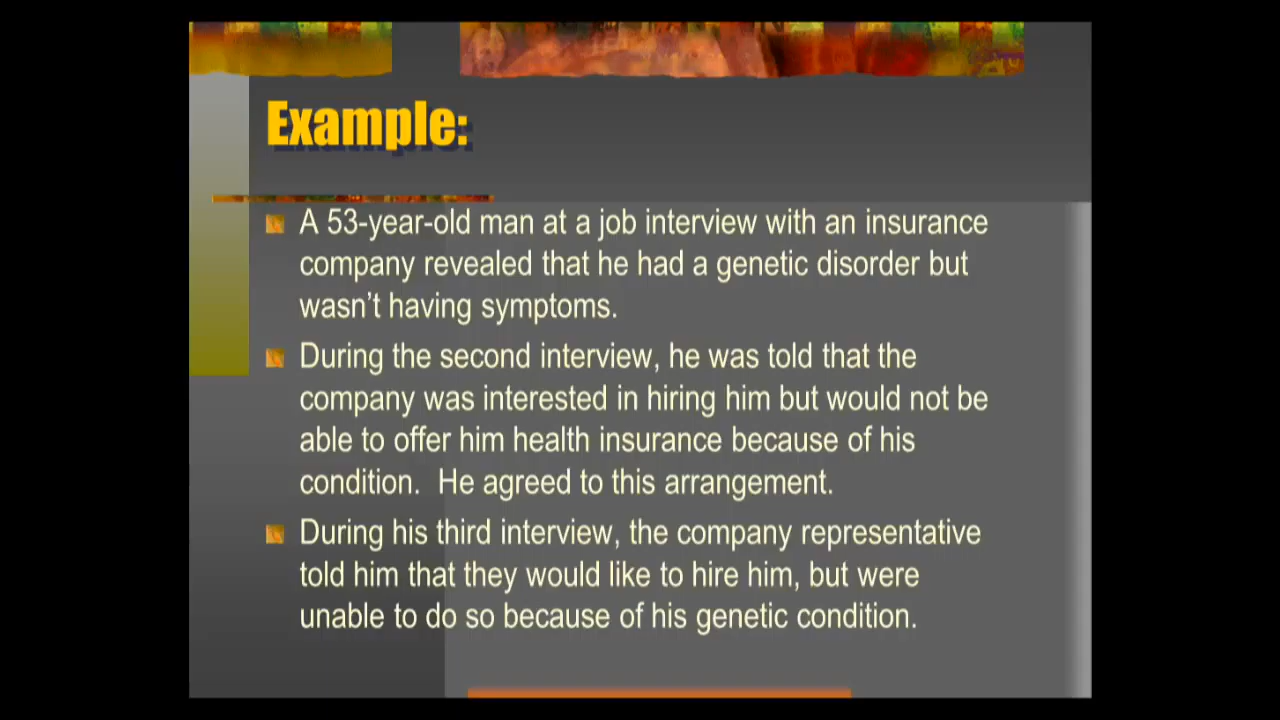 Example:
A 53-year-old man at a job interview with an insurance
company revealed that he had a genetic disorder but
wasn't having symptoms.
During the second interview, he was told that the
company was interested in hiring him but would not be
able to offer him health insurance because of his
condition.  He agreed to this arrangement.
During his third interview, the company representative
told him that they would like to hire him, but were
unable to do so because of his genetic condition.